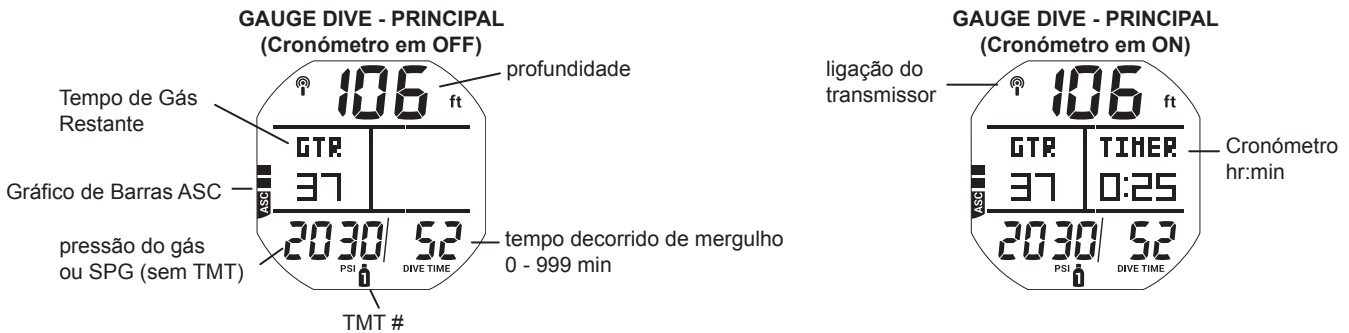 GAUGE DIVE - PRINCIPAL
(Cronómetro em OFF)
106 ft
profundidade
Tempo de Gás
Restante
GTR
37
Gráfico de Barras ASC
ASC
2030 52
PSI 1 DIVE TIME
pressão do gás
ou SPG (sem TMT)
tempo decorrido de mergulho
0 - 999 min
TMT #
GAUGE DIVE - PRINCIPAL
(Cronómetro em ON)
ligação do
transmissor
106 ft
GTR TIMER
37 0:25
Cronómetro
hr:min
ASC
2030 52
PSI 1 DIVE TIME